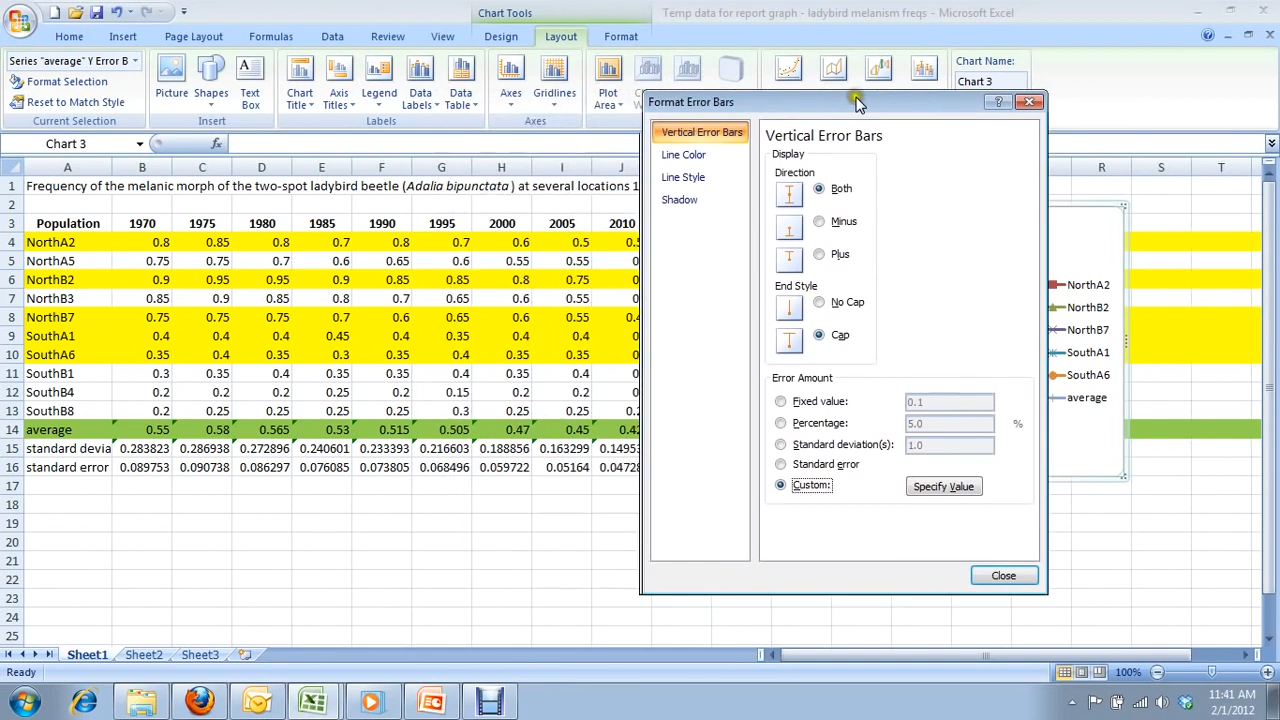 Chart Tools
Temp data for report graph - ladybird melanism freqs - Microsoft Excel
Home Insert Page Layout Formulas Data Review View Design Layout Format
Series "average" Y Error B
Format Selection
Reset to Match Style
Current Selection
Picture Shapes Text Box
Insert
Chart Title Axis Titles Legend Data Labels Data Table
Labels
Axes Gridlines
Axes
Plot Area
Chart Name:
Chart 3
Chart 3
fx
A B C D E F G H I J R S T
1 Frequency of the melanic morph of the two-spot ladybird beetle (Adalia bipunctata ) at several locations 1
2
3 Population 1970 1975 1980 1985 1990 1995 2000 2005 2010
4 NorthA2 0.8 0.85 0.8 0.7 0.8 0.7 0.6 0.5 0.5
5 NorthA5 0.75 0.75 0.7 0.6 0.65 0.6 0.55 0.55 0
6 NorthB2 0.9 0.95 0.95 0.9 0.85 0.85 0.8 0.75 0
7 NorthB3 0.85 0.9 0.85 0.8 0.7 0.65 0.65 0.6 0
8 NorthB7 0.75 0.75 0.75 0.7 0.6 0.65 0.6 0.55 0
9 SouthA1 0.4 0.4 0.4 0.45 0.4 0.35 0.4 0.4 0
10 SouthA6 0.35 0.4 0.35 0.3 0.35 0.4 0.35 0.35 0
11 SouthB1 0.3 0.35 0.4 0.35 0.35 0.4 0.35 0.4 0
12 SouthB4 0.2 0.2 0.25 0.25 0.2 0.15 0.2 0.2 0
13 SouthB8 0.2 0.25 0.2 0.25 0.25 0.3 0.25 0.2 0
14 average 0.55 0.58 0.565 0.53 0.515 0.505 0.47 0.45 0.42
15 standard devia 0.283823 0.286938 0.272896 0.240601 0.233393 0.216603 0.188856 0.163299 0.14953
16 standard error 0.089753 0.090738 0.086297 0.076085 0.073805 0.068496 0.059722 0.05164 0.04728
17
18
19
20
21
22
23
24
25
Format Error Bars
Vertical Error Bars
Line Color
Line Style
Shadow
Vertical Error Bars
Display
Direction
Both
Minus
Plus
End Style
No Cap
Cap
Error Amount
Fixed value: 0.1
Percentage: 5.0 %
Standard deviation(s): 1.0
Standard error
Custom: Specify Value
Close
NorthA2
NorthB2
NorthB7
SouthA1
SouthA6
average
Sheet1 Sheet2 Sheet3
Ready
100%
11:41 AM
2/1/2012